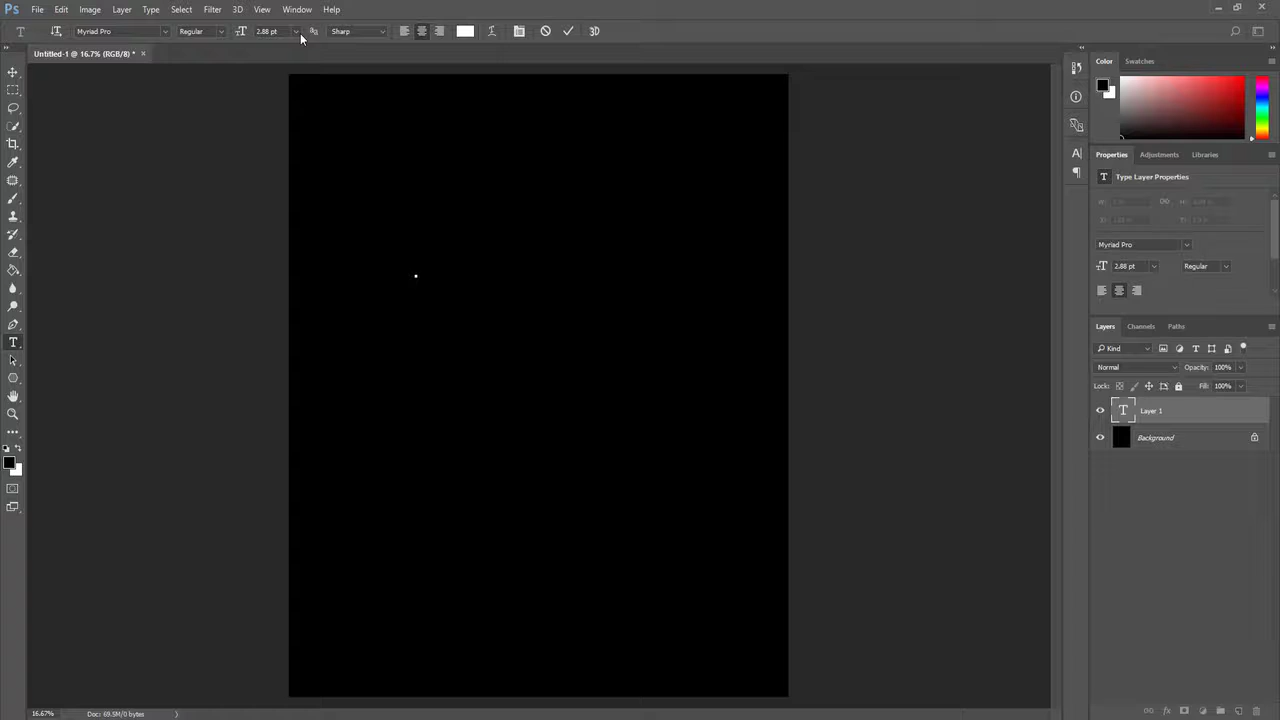 Ps File Edit Image Layer Type Select Filter 3D View Window Help
T Myriad Pro Regular 2.88 pt aa Sharp 3D
Untitled-1 @ 16.7% (RGB/8) * ×
Color Swatches
Properties Adjustments Libraries
T Type Layer Properties
W: H:
X: Y:
Myriad Pro
2.88 pt Regular
Layers Channels Paths
Kind
Normal Opacity: 100%
Lock: Fill: 100%
T Layer 1
Background
16.67% Doc: 69.5M/0 bytes